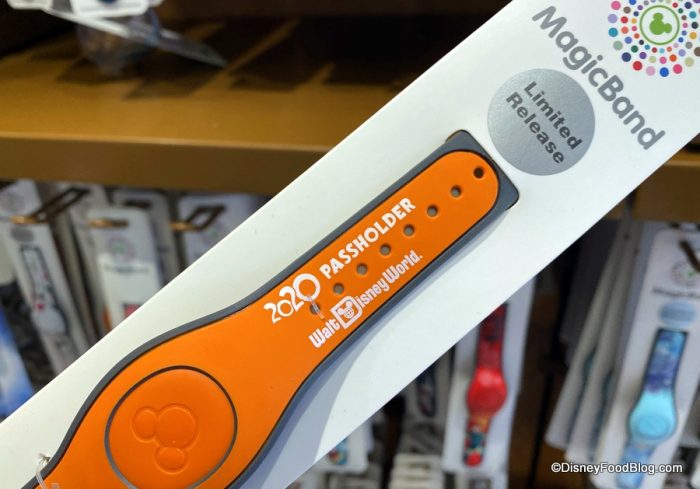 MagicBand
Limited
Release
2020 PASSHOLDER
Walt Disney World.
©DisneyFoodBlog.com